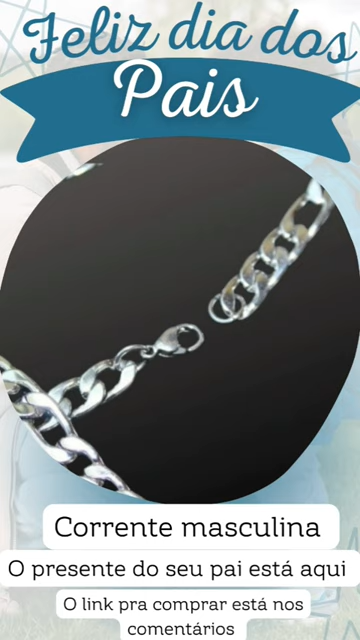 Feliz dia dos
Pais
Corrente masculina
O presente do seu pai está aqui
O link pra comprar está nos
comentários